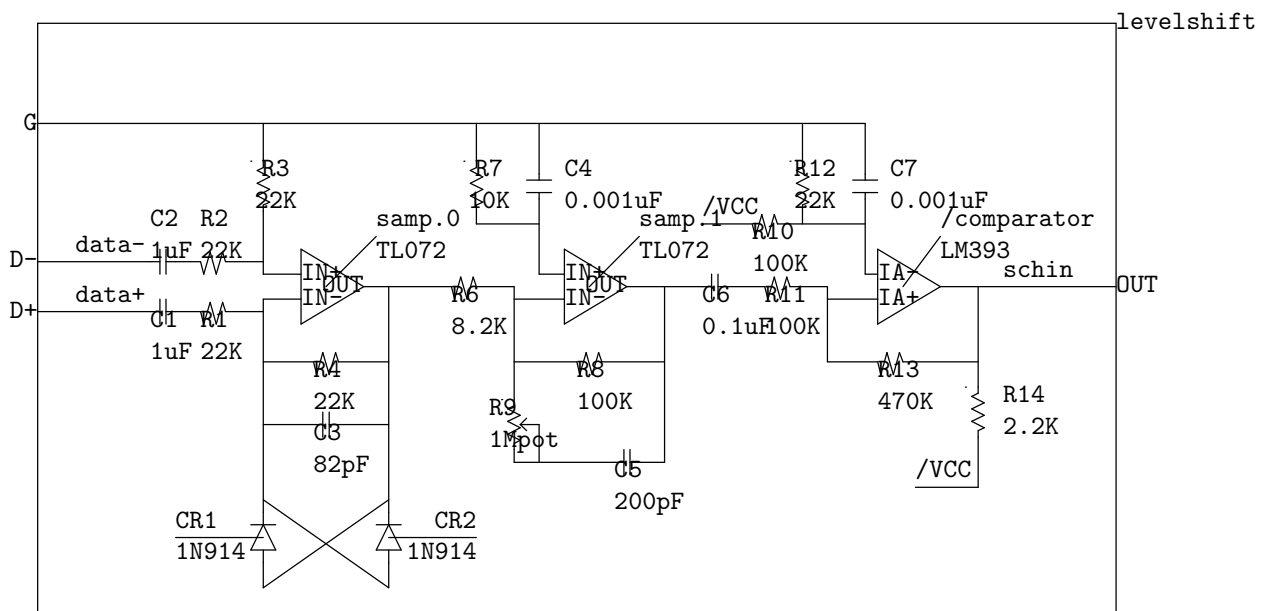 levelshift
G
R3
22K
R7
10K
C4
0.001uF
R12
22K
C7
0.001uF
/VCC
R10
100K
C2
1uF
R2
22K
samp.0
TL072
samp.1
TL072
/comparator
LM393
D-
data-
IN+
OUT
IN-
IN+
OUT
IN-
IA-
IA+
schin
OUT
D+
data+
C1
1uF
R1
22K
R6
8.2K
C6
0.1uF
R11
100K
R4
22K
R8
100K
R13
470K
R14
2.2K
C3
82pF
R9
1Mpot
C5
200pF
/VCC
CR1
1N914
CR2
1N914